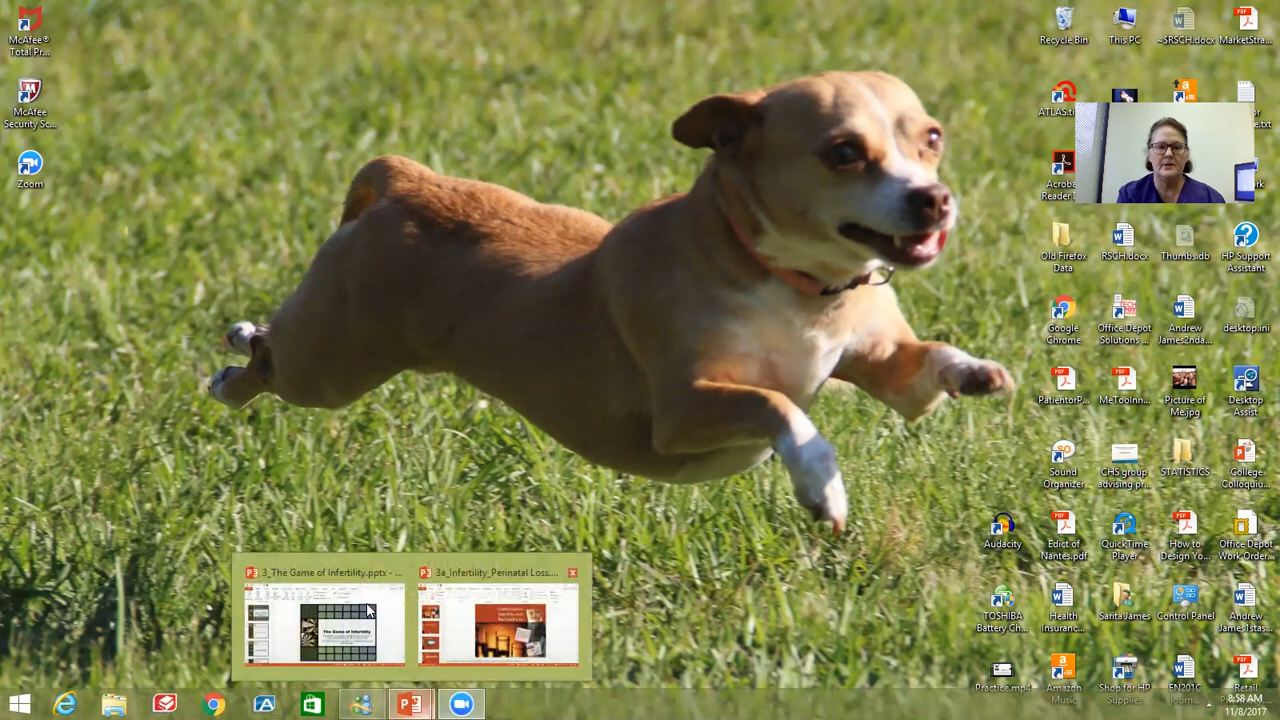 McAfee®
Total Pr...
McAfee
Security Sc...
Zoom
Recycle Bin
This PC
~$RSCH.docx
MarketStra...
ATLAS.ti
Acroba
Reader
Old Firefox
Data
RSCH.docx
Thumbs.db
HP Support
Assistant
Google
Chrome
Office Depot
Solutions ...
Andrew
James2nda...
desktop.ini
PatientorP...
MeTooInn...
Picture of
Me.jpg
Desktop
Assist
Sound
Organizer
CHS group
advising pr...
STATISTICS
College
Colloquiu...
Audacity
Edict of
Nantes.pdf
QuickTime
Player
How to
Design Yo...
Office Depot
Work Order...
TOSHIBA
Battery Ch...
Health
Insuranc...
Sarita James
Control Panel
Andrew
James1stas...
Practice.mp4
Amazon
Music
Shop for HP
Supplies
EN201C
journ...
Retail
3_The Game of Infertility.pptx - ...
3a_Infertility_Perinatal Loss....
The Game of Infertility
8:58 AM
11/8/2017